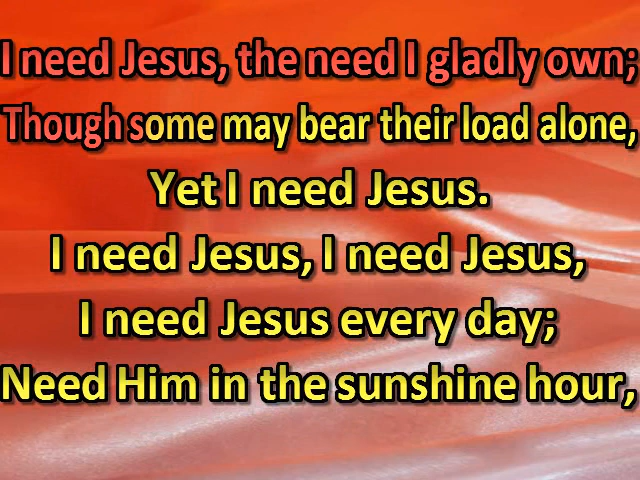 I need Jesus, the need I gladly own;
Though some may bear their load alone,
Yet I need Jesus.
I need Jesus, I need Jesus,
I need Jesus every day;
Need Him in the sunshine hour,